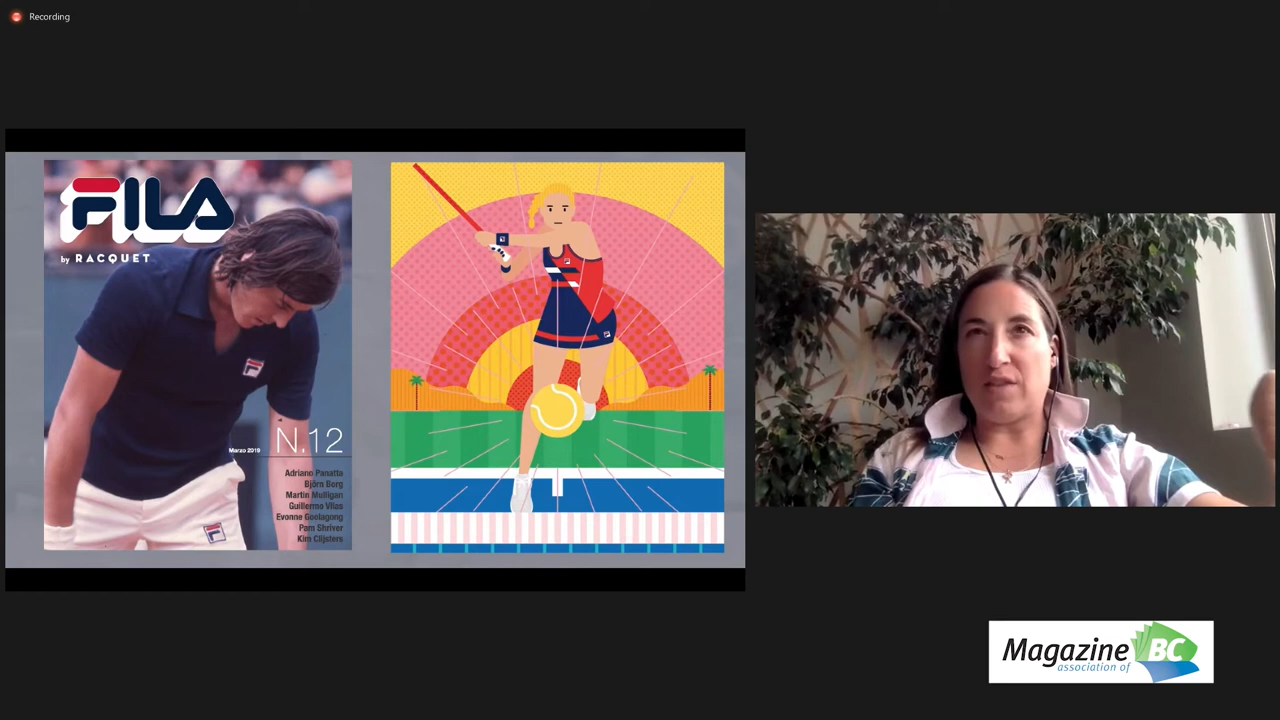 Recording
FILA
by RACQUET
Marzo 2019
N.12
Adriano Panatta
Björn Borg
Martin Mulligan
Guillermo Vilas
Evonne Goolagong
Pam Shriver
Kim Clijsters
Magazine
association of
BC